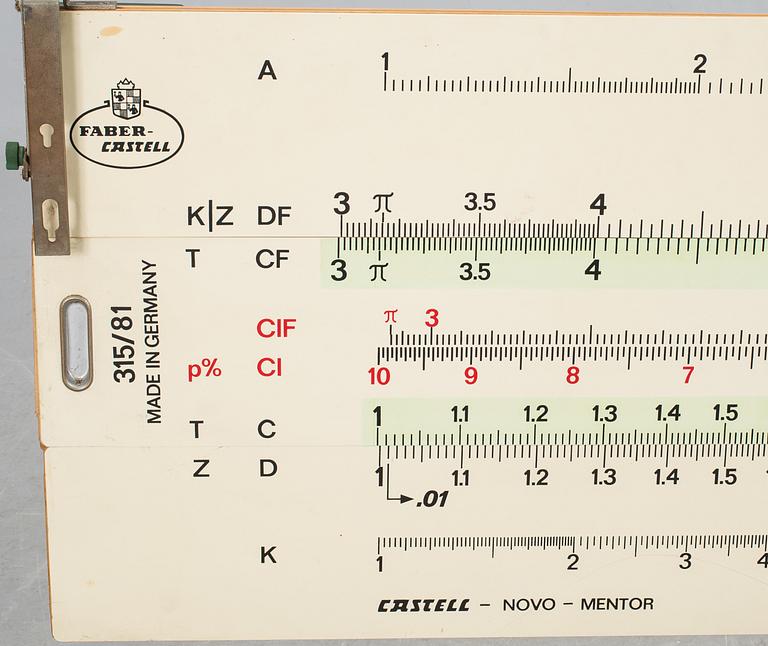 A 1 2
FABER-
CASTELL
K|Z DF 3 π 3.5 4
T CF 3 π 3.5 4
315/81
MADE IN GERMANY
CIF π 3
p% CI 10 9 8 7
T C 1 1.1 1.2 1.3 1.4 1.5
Z D 1 1.1 1.2 1.3 1.4 1.5
.01
K 1 2 3 4
CASTELL – NOVO – MENTOR